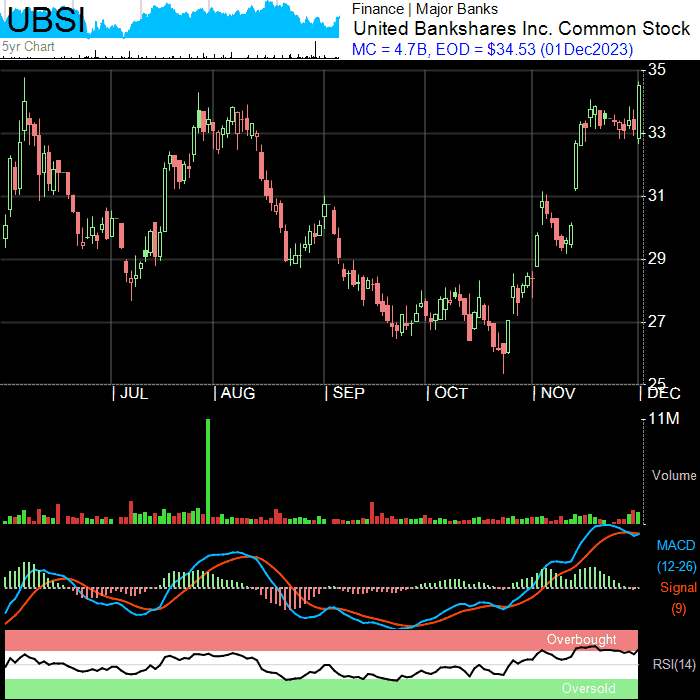 UBSI
5yr Chart
Finance | Major Banks
United Bankshares Inc. Common Stock
MC = 4.7B, EOD = $34.53 (01Dec2023)
35
33
31
29
27
25
JUL
AUG
SEP
OCT
NOV
DEC
11M
Volume
MACD
(12-26)
Signal
(9)
Overbought
RSI(14)
Oversold